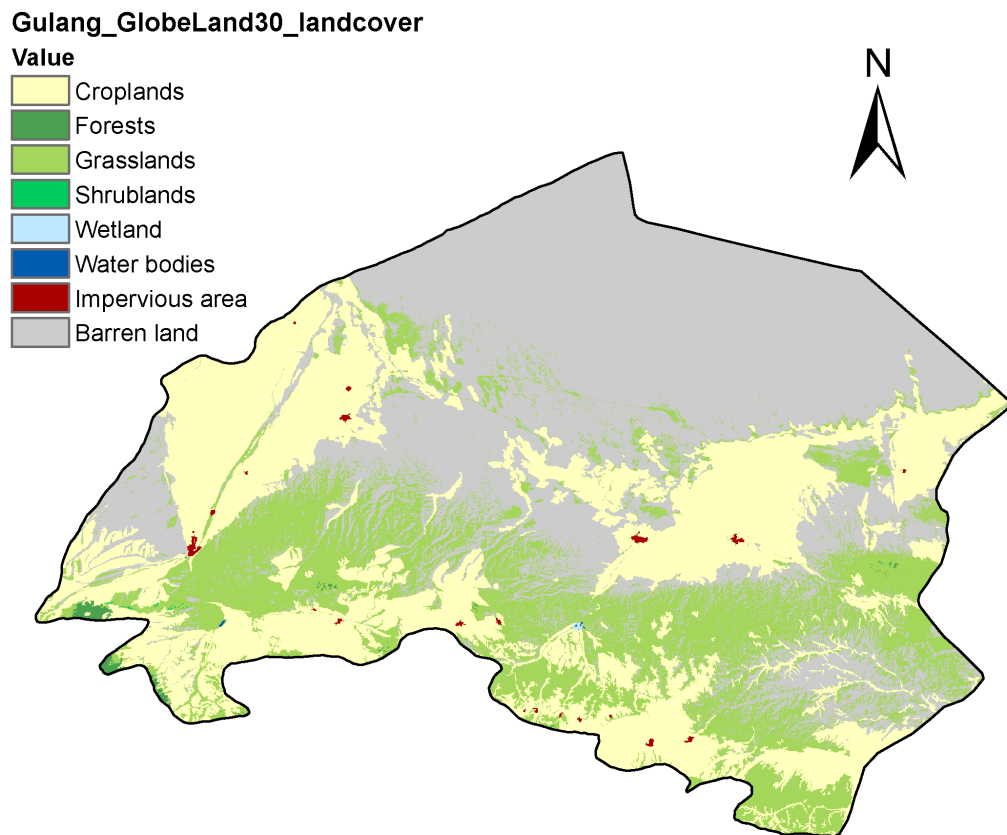 Gulang_GlobeLand30_landcover
Value
Croplands
Forests
Grasslands
Shrublands
Wetland
Water bodies
Impervious area
Barren land
N